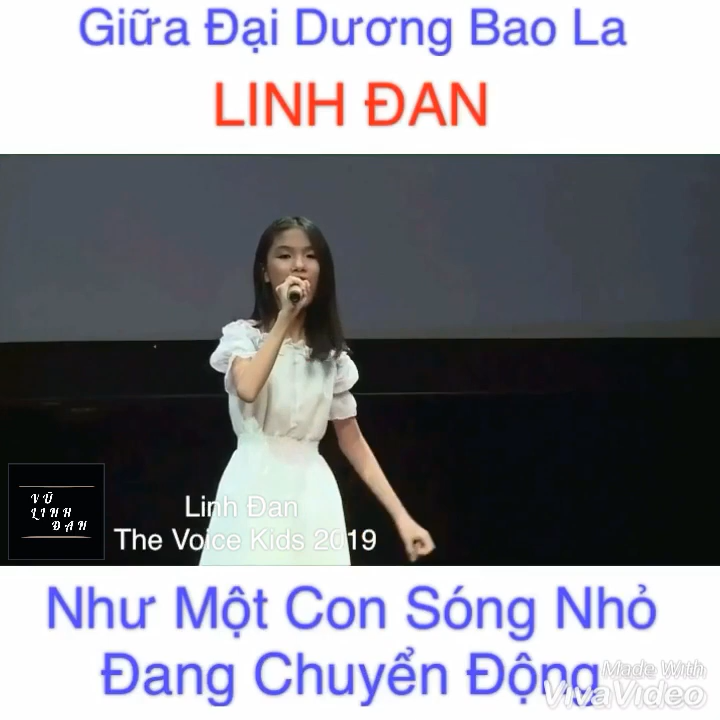 Giữa Đại Dương Bao La
LINH ĐAN
VŨ
LINH
ĐAN
Linh Đan
The Voice Kids 2019
Như Một Con Sóng Nhỏ
Đang Chuyển Động
Made With
VivaVideo